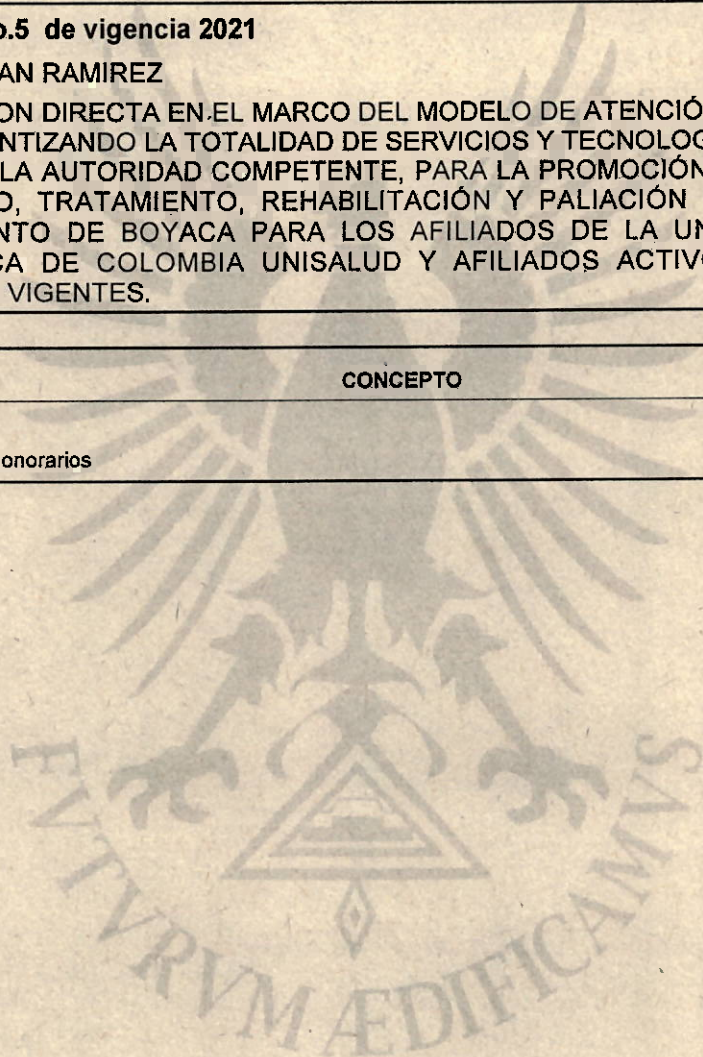 o.5 de vigencia 2021
AN RAMIREZ
ON DIRECTA EN EL MARCO DEL MODELO DE ATENCIÓ
NTIZANDO LA TOTALIDAD DE SERVICIOS Y TECNOLOG
LA AUTORIDAD COMPETENTE, PARA LA PROMOCIÓN
O, TRATAMIENTO, REHABILITACIÓN Y PALIACIÓN
NTO DE BOYACA PARA LOS AFILIADOS DE LA UN
CA DE COLOMBIA UNISALUD Y AFILIADOS ACTIV
VIGENTES.
CONCEPTO
onorarios
FVTVRVM ÆDIFICAMVS